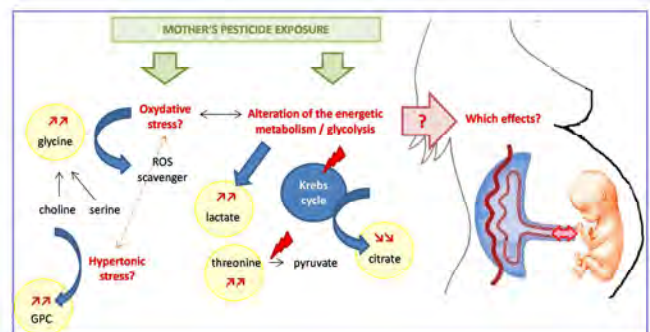 MOTHER'S PESTICIDE EXPOSURE
Oxydative
stress?
Alteration of the energetic
metabolism / glycolysis
?
Which effects?
↗↗
glycine
ROS
scavenger
choline
serine
Hypertonic
stress?
↗↗
GPC
↗↗
lactate
Krebs
cycle
threonine
↗↗
pyruvate
↘↘
citrate